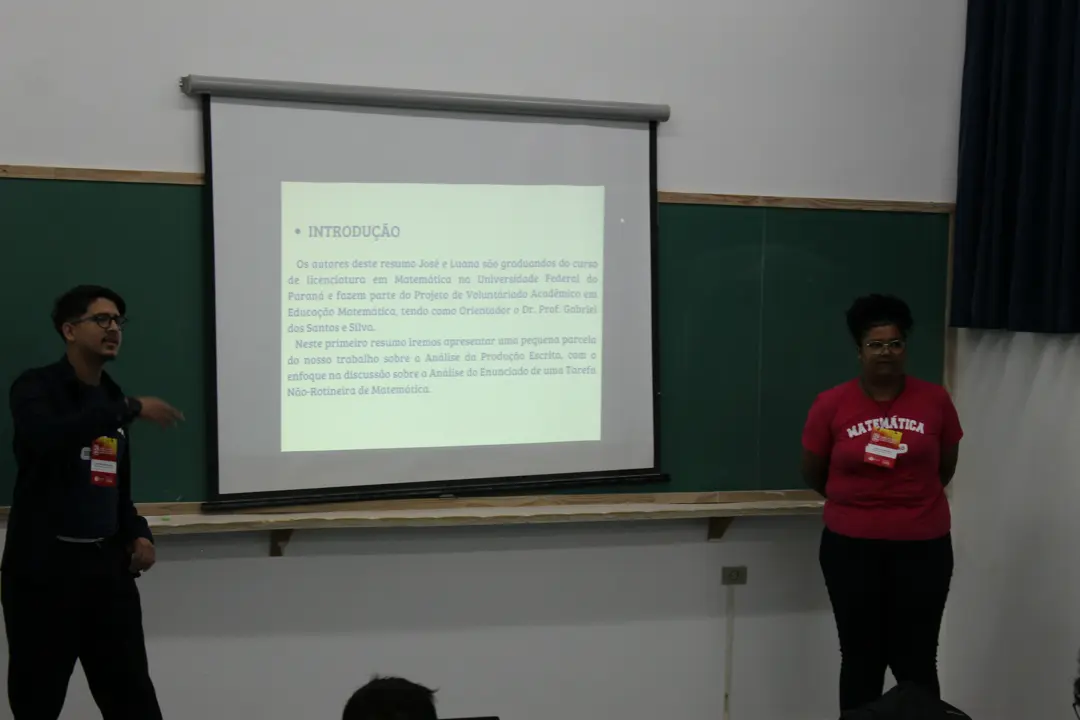 • INTRODUÇÃO
Os autores deste resumo José e Luana são graduandos do curso
de licenciatura em Matemática na Universidade Federal do
Paraná e fazem parte do Projeto de Voluntariado Acadêmico em
Educação Matemática, tendo como Orientador o Dr. Prof. Gabriel
dos Santos e Silva.
Neste primeiro resumo iremos apresentar uma pequena parcela
do nosso trabalho sobre a Análise da Produção Escrita, com o
enfoque na discussão sobre a Análise do Enunciado de uma Tarefa
Não-Rotineira de Matemática.
MATEMÁTICA